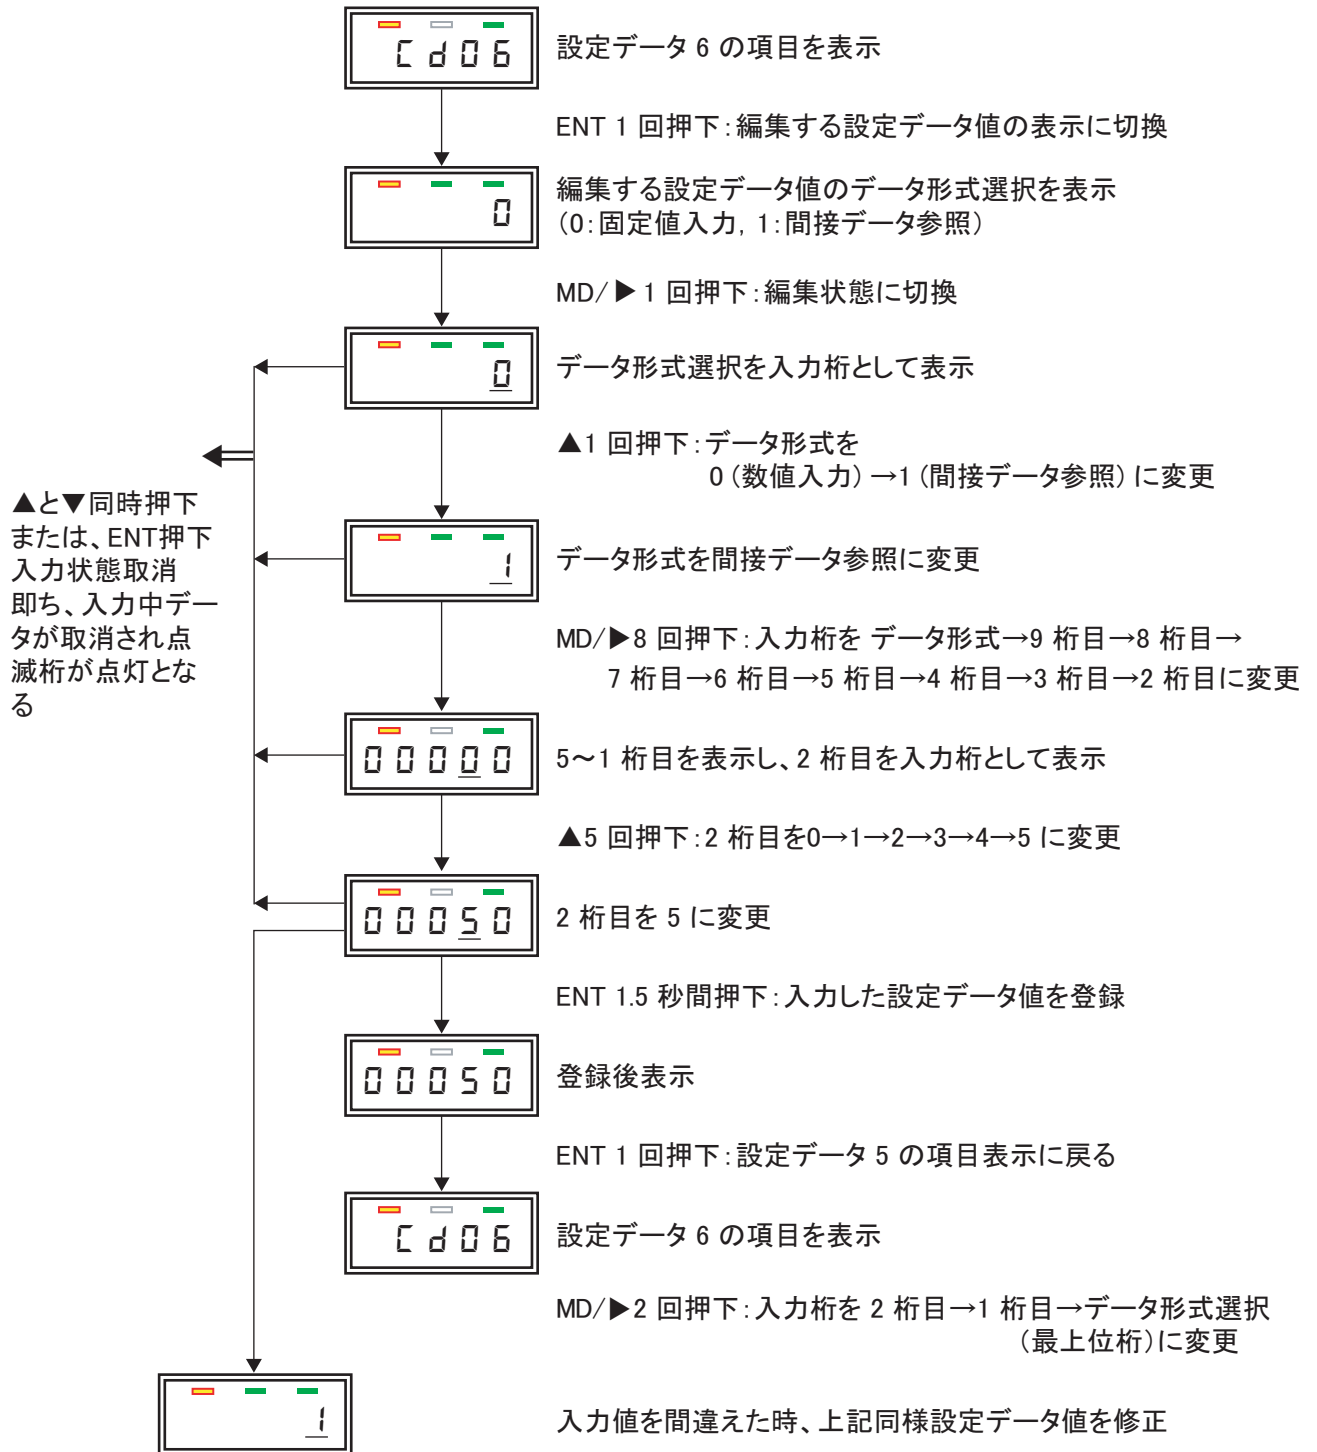 Cd06
設定データ 6 の項目を表示
ENT 1 回押下：編集する設定データ値の表示に切換
0
編集する設定データ値のデータ形式選択を表示
（0：固定値入力, 1：間接データ参照）
MD/▶1 回押下：編集状態に切換
0
データ形式選択を入力桁として表示
▲1 回押下：データ形式を
0（数値入力）→1（間接データ参照）に変更
▲と▼同時押下
または、ENT押下
入力状態取消
即ち、入力中デー
タが取消され点
滅桁が点灯とな
る
1
データ形式を間接データ参照に変更
MD/▶8 回押下：入力桁を データ形式→9 桁目→8 桁目→
7 桁目→6 桁目→5 桁目→4 桁目→3 桁目→2 桁目に変更
00000
5～1 桁目を表示し、2 桁目を入力桁として表示
▲5 回押下：2 桁目を0→1→2→3→4→5 に変更
00050
2 桁目を 5 に変更
ENT 1.5 秒間押下：入力した設定データ値を登録
00050
登録後表示
ENT 1 回押下：設定データ 5 の項目表示に戻る
Cd06
設定データ 6 の項目を表示
MD/▶2 回押下：入力桁を 2 桁目→1 桁目→データ形式選択
（最上位桁）に変更
1
入力値を間違えた時、上記同様設定データ値を修正